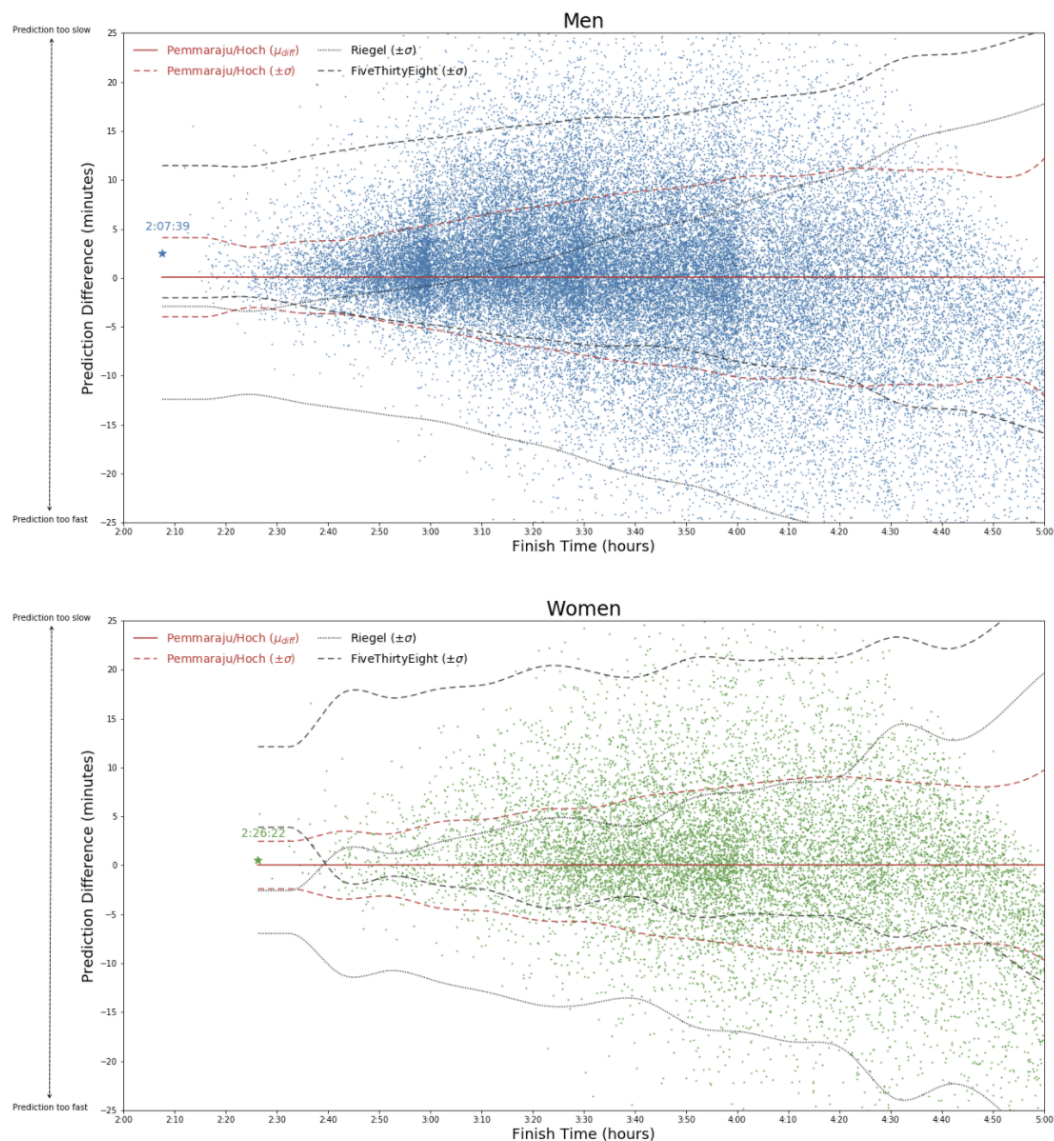 Men
Prediction too slow
Pemmaraju/Hoch (μdiff)
Pemmaraju/Hoch (±σ)
Riegel (±σ)
FiveThirtyEight (±σ)
25
20
15
10
5
0
−5
−10
−15
−20
−25
Prediction Difference (minutes)
2:07:39
Prediction too fast
2:00 2:10 2:20 2:30 2:40 2:50 3:00 3:10 3:20 3:30 3:40 3:50 4:00 4:10 4:20 4:30 4:40 4:50 5:00
Finish Time (hours)
Women
Prediction too slow
Pemmaraju/Hoch (μdiff)
Pemmaraju/Hoch (±σ)
Riegel (±σ)
FiveThirtyEight (±σ)
25
20
15
10
5
0
−5
−10
−15
−20
−25
Prediction Difference (minutes)
2:26:22
Prediction too fast
2:00 2:10 2:20 2:30 2:40 2:50 3:00 3:10 3:20 3:30 3:40 3:50 4:00 4:10 4:20 4:30 4:40 4:50 5:00
Finish Time (hours)